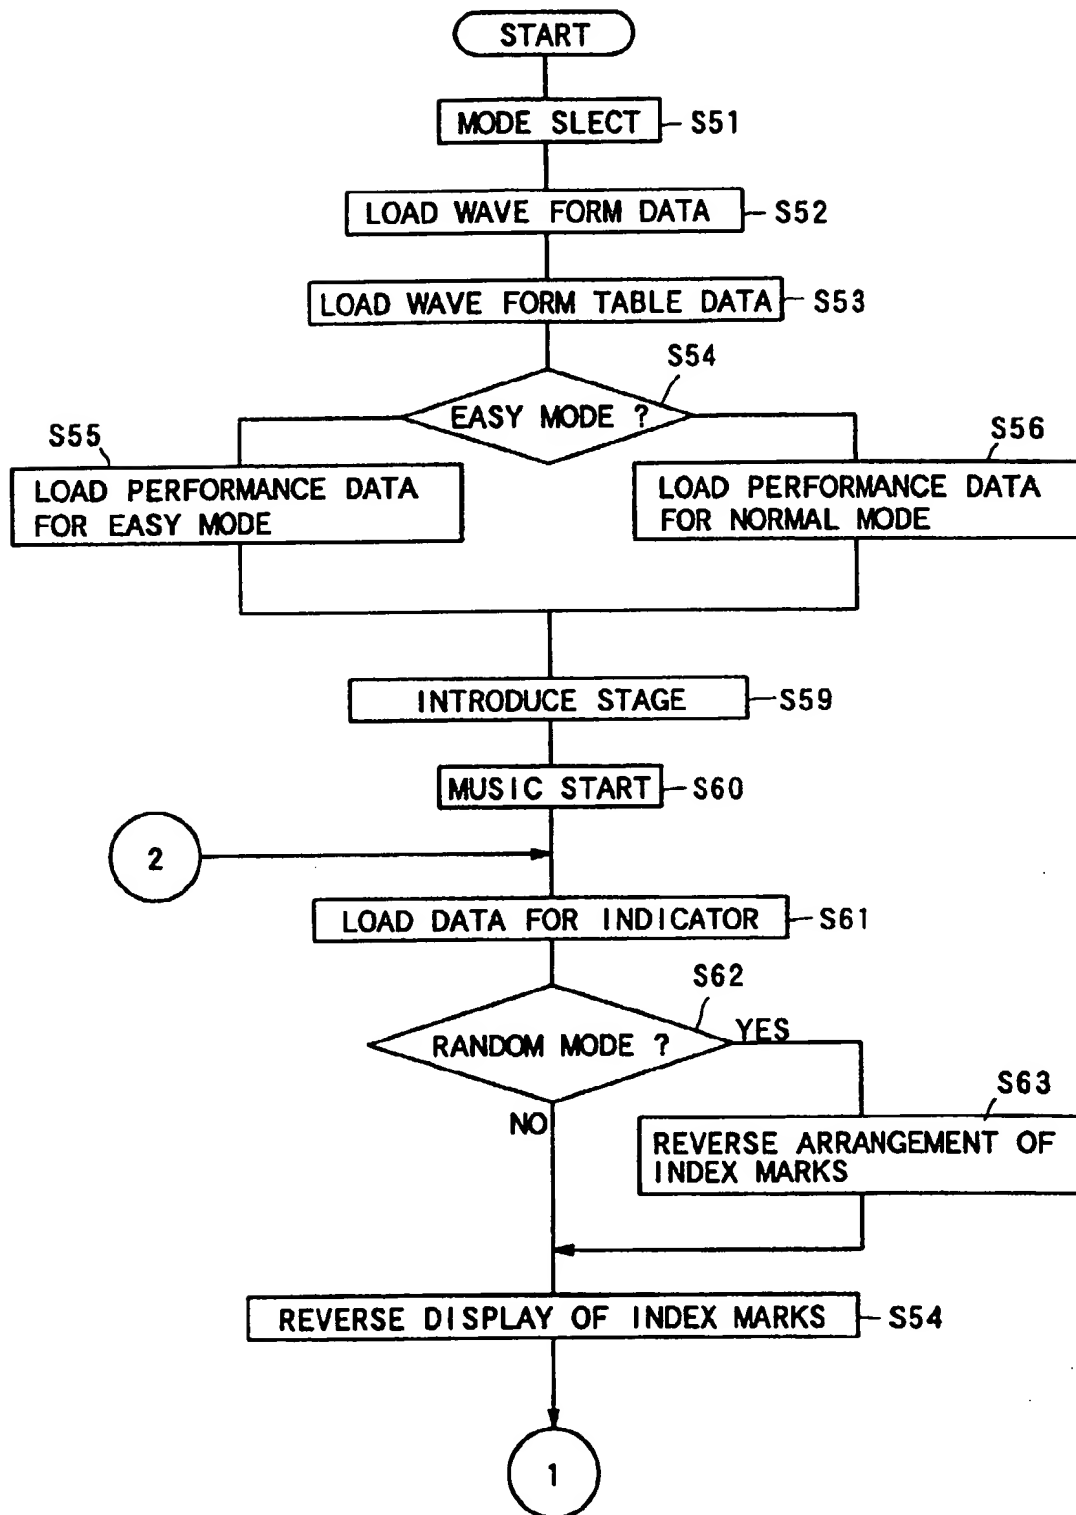 START
MODE SLECT
S51
LOAD WAVE FORM DATA
S52
LOAD WAVE FORM TABLE DATA
S53
S54
EASY MODE ?
S55
LOAD PERFORMANCE DATA
FOR EASY MODE
S56
LOAD PERFORMANCE DATA
FOR NORMAL MODE
INTRODUCE STAGE
S59
MUSIC START
S60
2
LOAD DATA FOR INDICATOR
S61
S62
RANDOM MODE ?
YES
NO
S63
REVERSE ARRANGEMENT OF
INDEX MARKS
REVERSE DISPLAY OF INDEX MARKS
S54
1